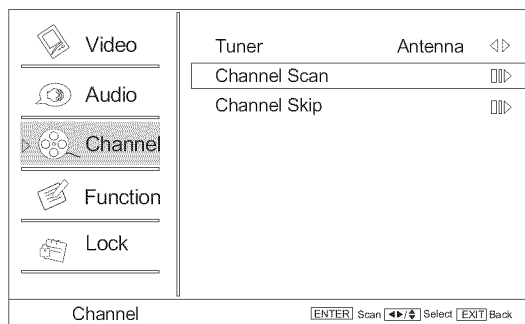 Video
Audio
Channel
Function
Lock
Tuner Antenna
Channel Scan
Channel Skip
Channel
ENTER Scan ◀▶/▲▼ Select EXIT Back